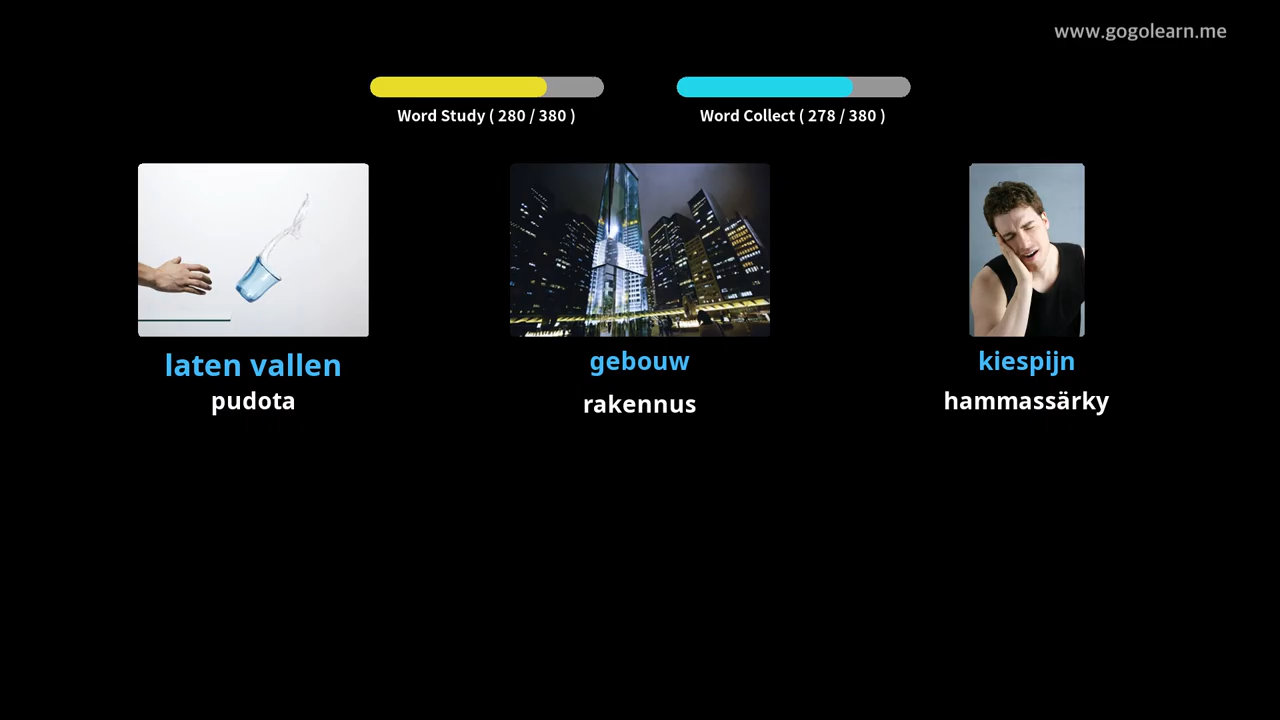 www.gogolearn.me
Word Study ( 280 / 380 )
Word Collect ( 278 / 380 )
laten vallen
pudota
gebouw
rakennus
kiespijn
hammassärky